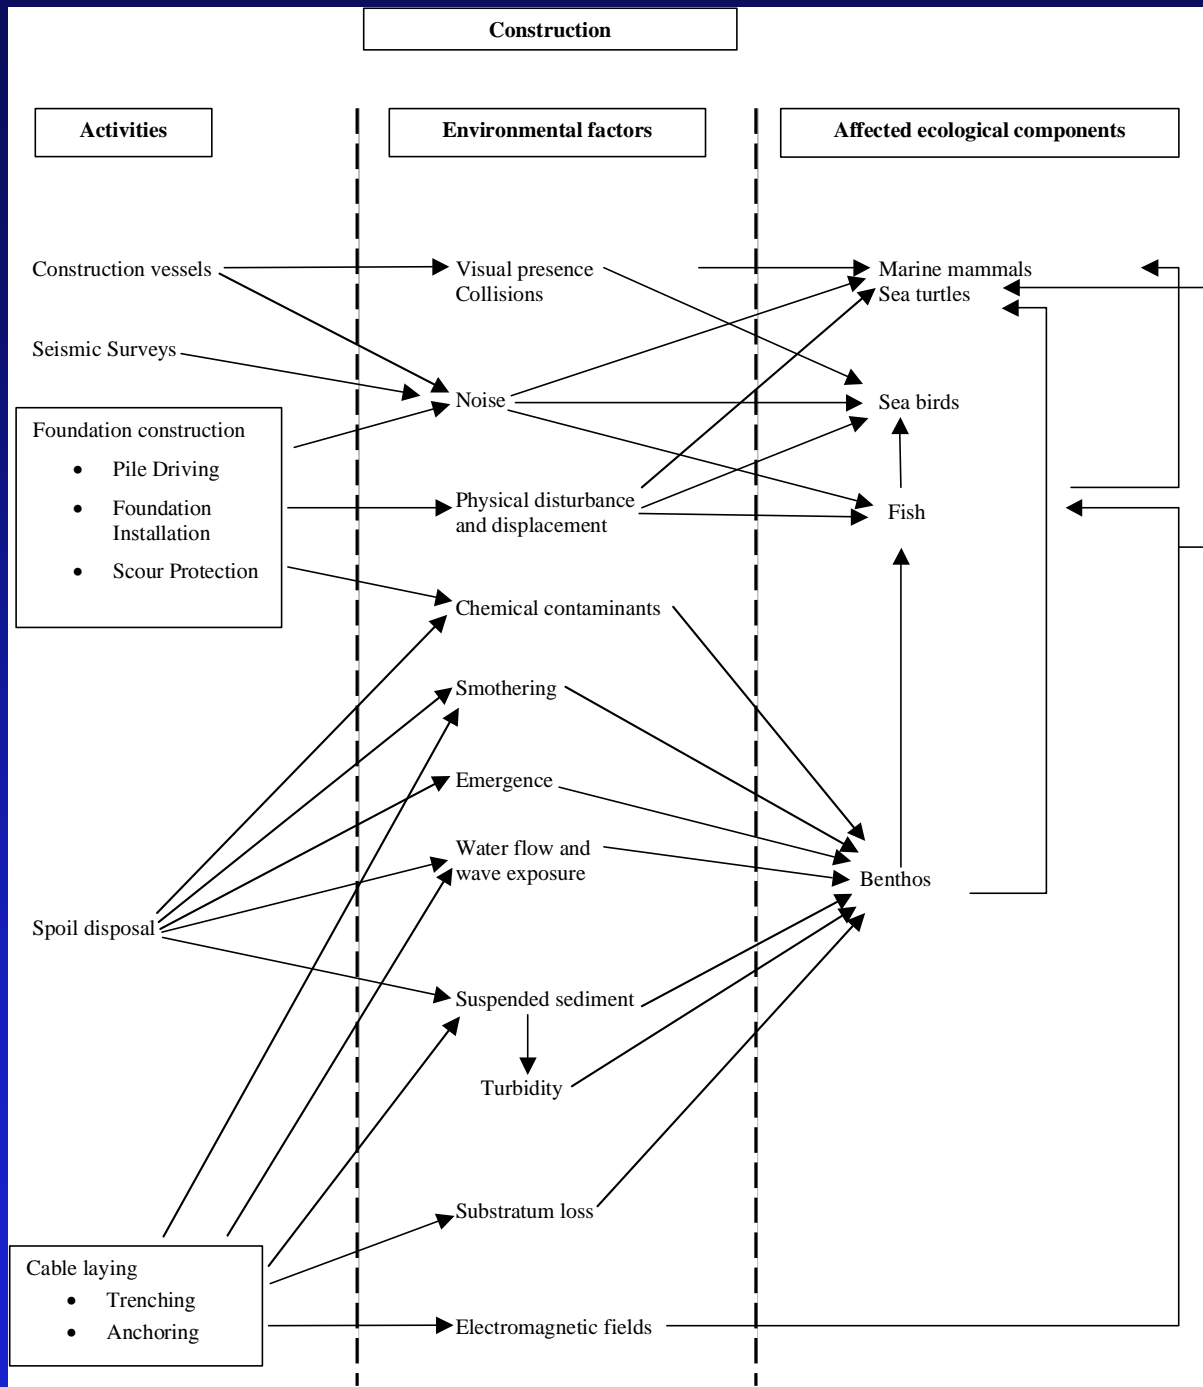 Construction
Activities
Environmental factors
Affected ecological components
Construction vessels
Seismic Surveys
Foundation construction
• Pile Driving
• Foundation
Installation
• Scour Protection
Spoil disposal
Cable laying
• Trenching
• Anchoring
Visual presence
Collisions
Noise
Physical disturbance
and displacement
Chemical contaminants
Smothering
Emergence
Water flow and
wave exposure
Suspended sediment
Turbidity
Substratum loss
Electromagnetic fields
Marine mammals
Sea turtles
Sea birds
Fish
Benthos